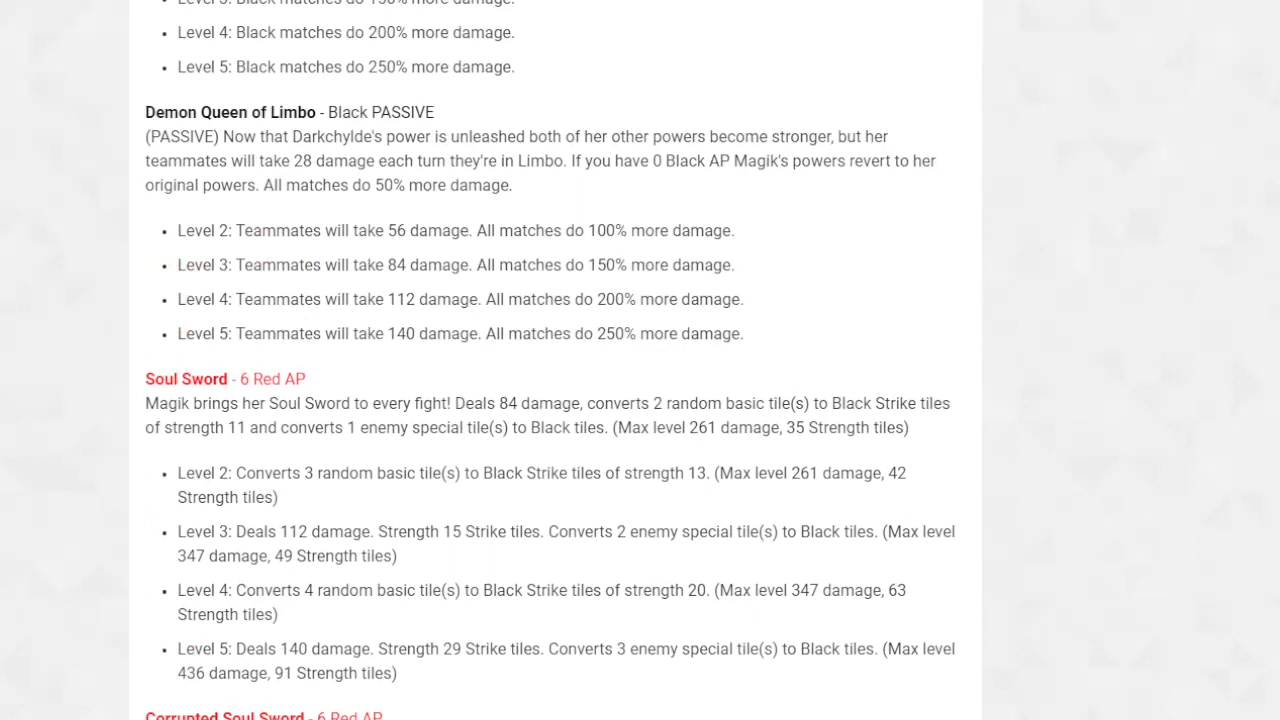 Level 3: Black matches do 150% more damage.
Level 4: Black matches do 200% more damage.
Level 5: Black matches do 250% more damage.
Demon Queen of Limbo - Black PASSIVE
(PASSIVE) Now that Darkchylde's power is unleashed both of her other powers become stronger, but her
teammates will take 28 damage each turn they're in Limbo. If you have 0 Black AP Magik's powers revert to her
original powers. All matches do 50% more damage.
Level 2: Teammates will take 56 damage. All matches do 100% more damage.
Level 3: Teammates will take 84 damage. All matches do 150% more damage.
Level 4: Teammates will take 112 damage. All matches do 200% more damage.
Level 5: Teammates will take 140 damage. All matches do 250% more damage.
Soul Sword - 6 Red AP
Magik brings her Soul Sword to every fight! Deals 84 damage, converts 2 random basic tile(s) to Black Strike tiles
of strength 11 and converts 1 enemy special tile(s) to Black tiles. (Max level 261 damage, 35 Strength tiles)
Level 2: Converts 3 random basic tile(s) to Black Strike tiles of strength 13. (Max level 261 damage, 42
Strength tiles)
Level 3: Deals 112 damage. Strength 15 Strike tiles. Converts 2 enemy special tile(s) to Black tiles. (Max level
347 damage, 49 Strength tiles)
Level 4: Converts 4 random basic tile(s) to Black Strike tiles of strength 20. (Max level 347 damage, 63
Strength tiles)
Level 5: Deals 140 damage. Strength 29 Strike tiles. Converts 3 enemy special tile(s) to Black tiles. (Max level
436 damage, 91 Strength tiles)
Corrupted Soul Sword - 6 Red AP